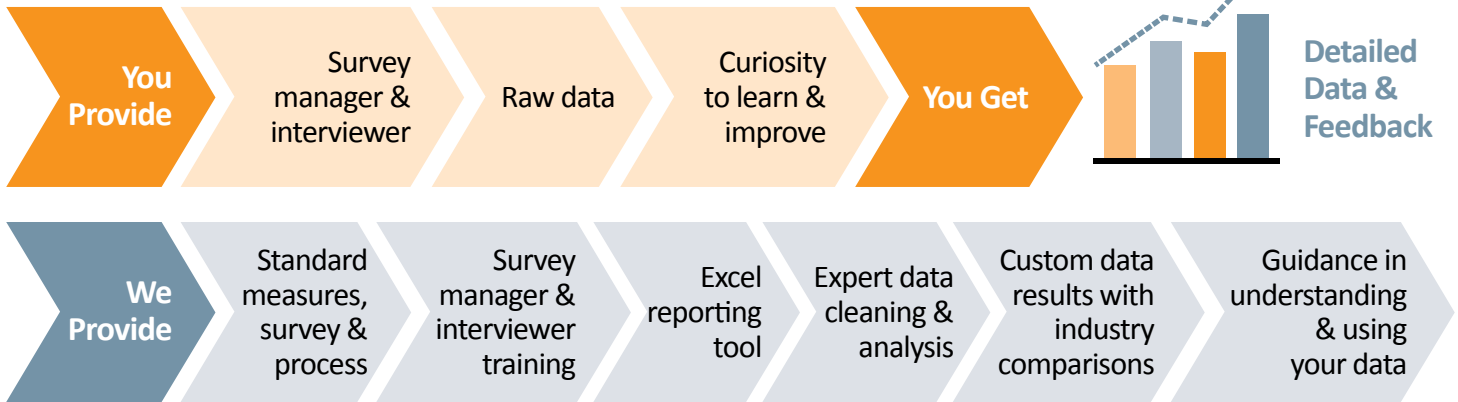 You
Provide
Survey
manager &
interviewer
Raw data
Curiosity
to learn &
improve
You Get
Detailed
Data &
Feedback
We
Provide
Standard
measures,
survey &
process
Survey
manager &
interviewer
training
Excel
reporting
tool
Expert data
cleaning &
analysis
Custom data
results with
industry
comparisons
Guidance in
understanding
& using
your data